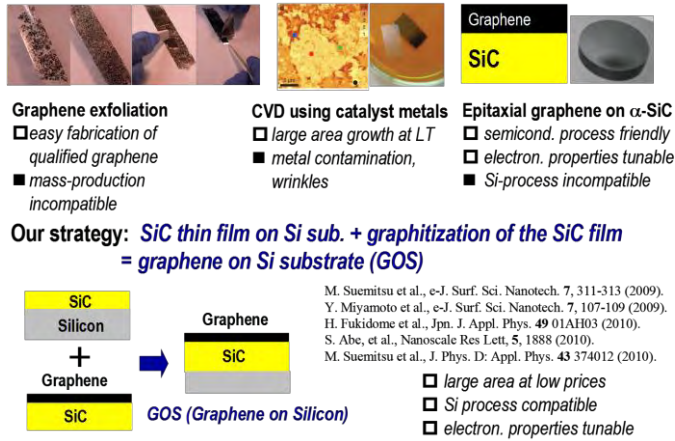 Graphene
SiC
Graphene exfoliation
□ easy fabrication of
qualified graphene
■ mass-production
incompatible
CVD using catalyst metals
□ large area growth at LT
■ metal contamination,
wrinkles
Epitaxial graphene on α-SiC
□ semicond. process friendly
□ electron. properties tunable
■ Si-process incompatible
Our strategy: SiC thin film on Si sub. + graphitization of the SiC film
= graphene on Si substrate (GOS)
SiC
Silicon
+
Graphene
SiC
Graphene
SiC
GOS (Graphene on Silicon)
M. Suemitsu et al., e-J. Surf. Sci. Nanotech. 7, 311-313 (2009).
Y. Miyamoto et al., e-J. Surf. Sci. Nanotech. 7, 107-109 (2009).
H. Fukidome et al., Jpn. J. Appl. Phys. 49 01AH03 (2010).
S. Abe, et al., Nanoscale Res Lett, 5, 1888 (2010).
M. Suemitsu et al., J. Phys. D: Appl. Phys. 43 374012 (2010).
□ large area at low prices
□ Si process compatible
□ electron. properties tunable